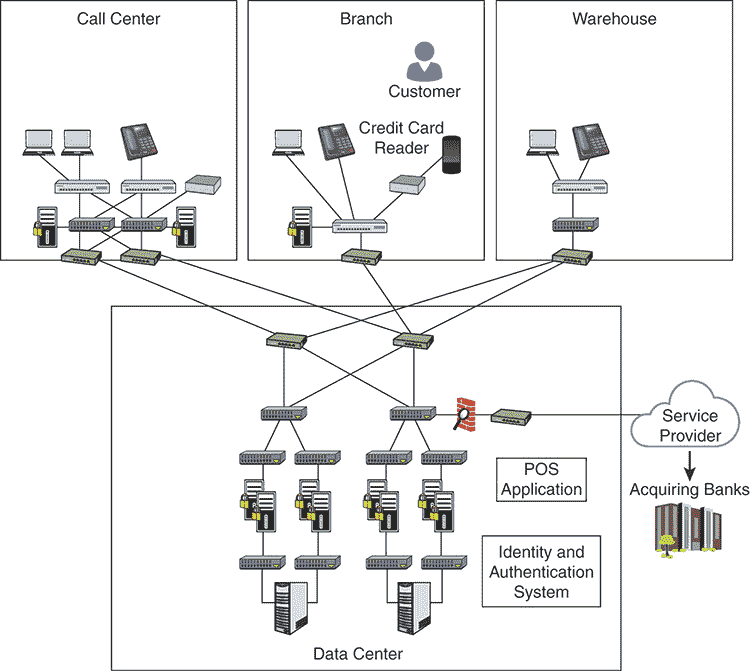 Call Center
Branch
Warehouse
Customer
Credit Card
Reader
Service
Provider
POS
Application
Acquiring Banks
Identity and
Authentication
System
Data Center